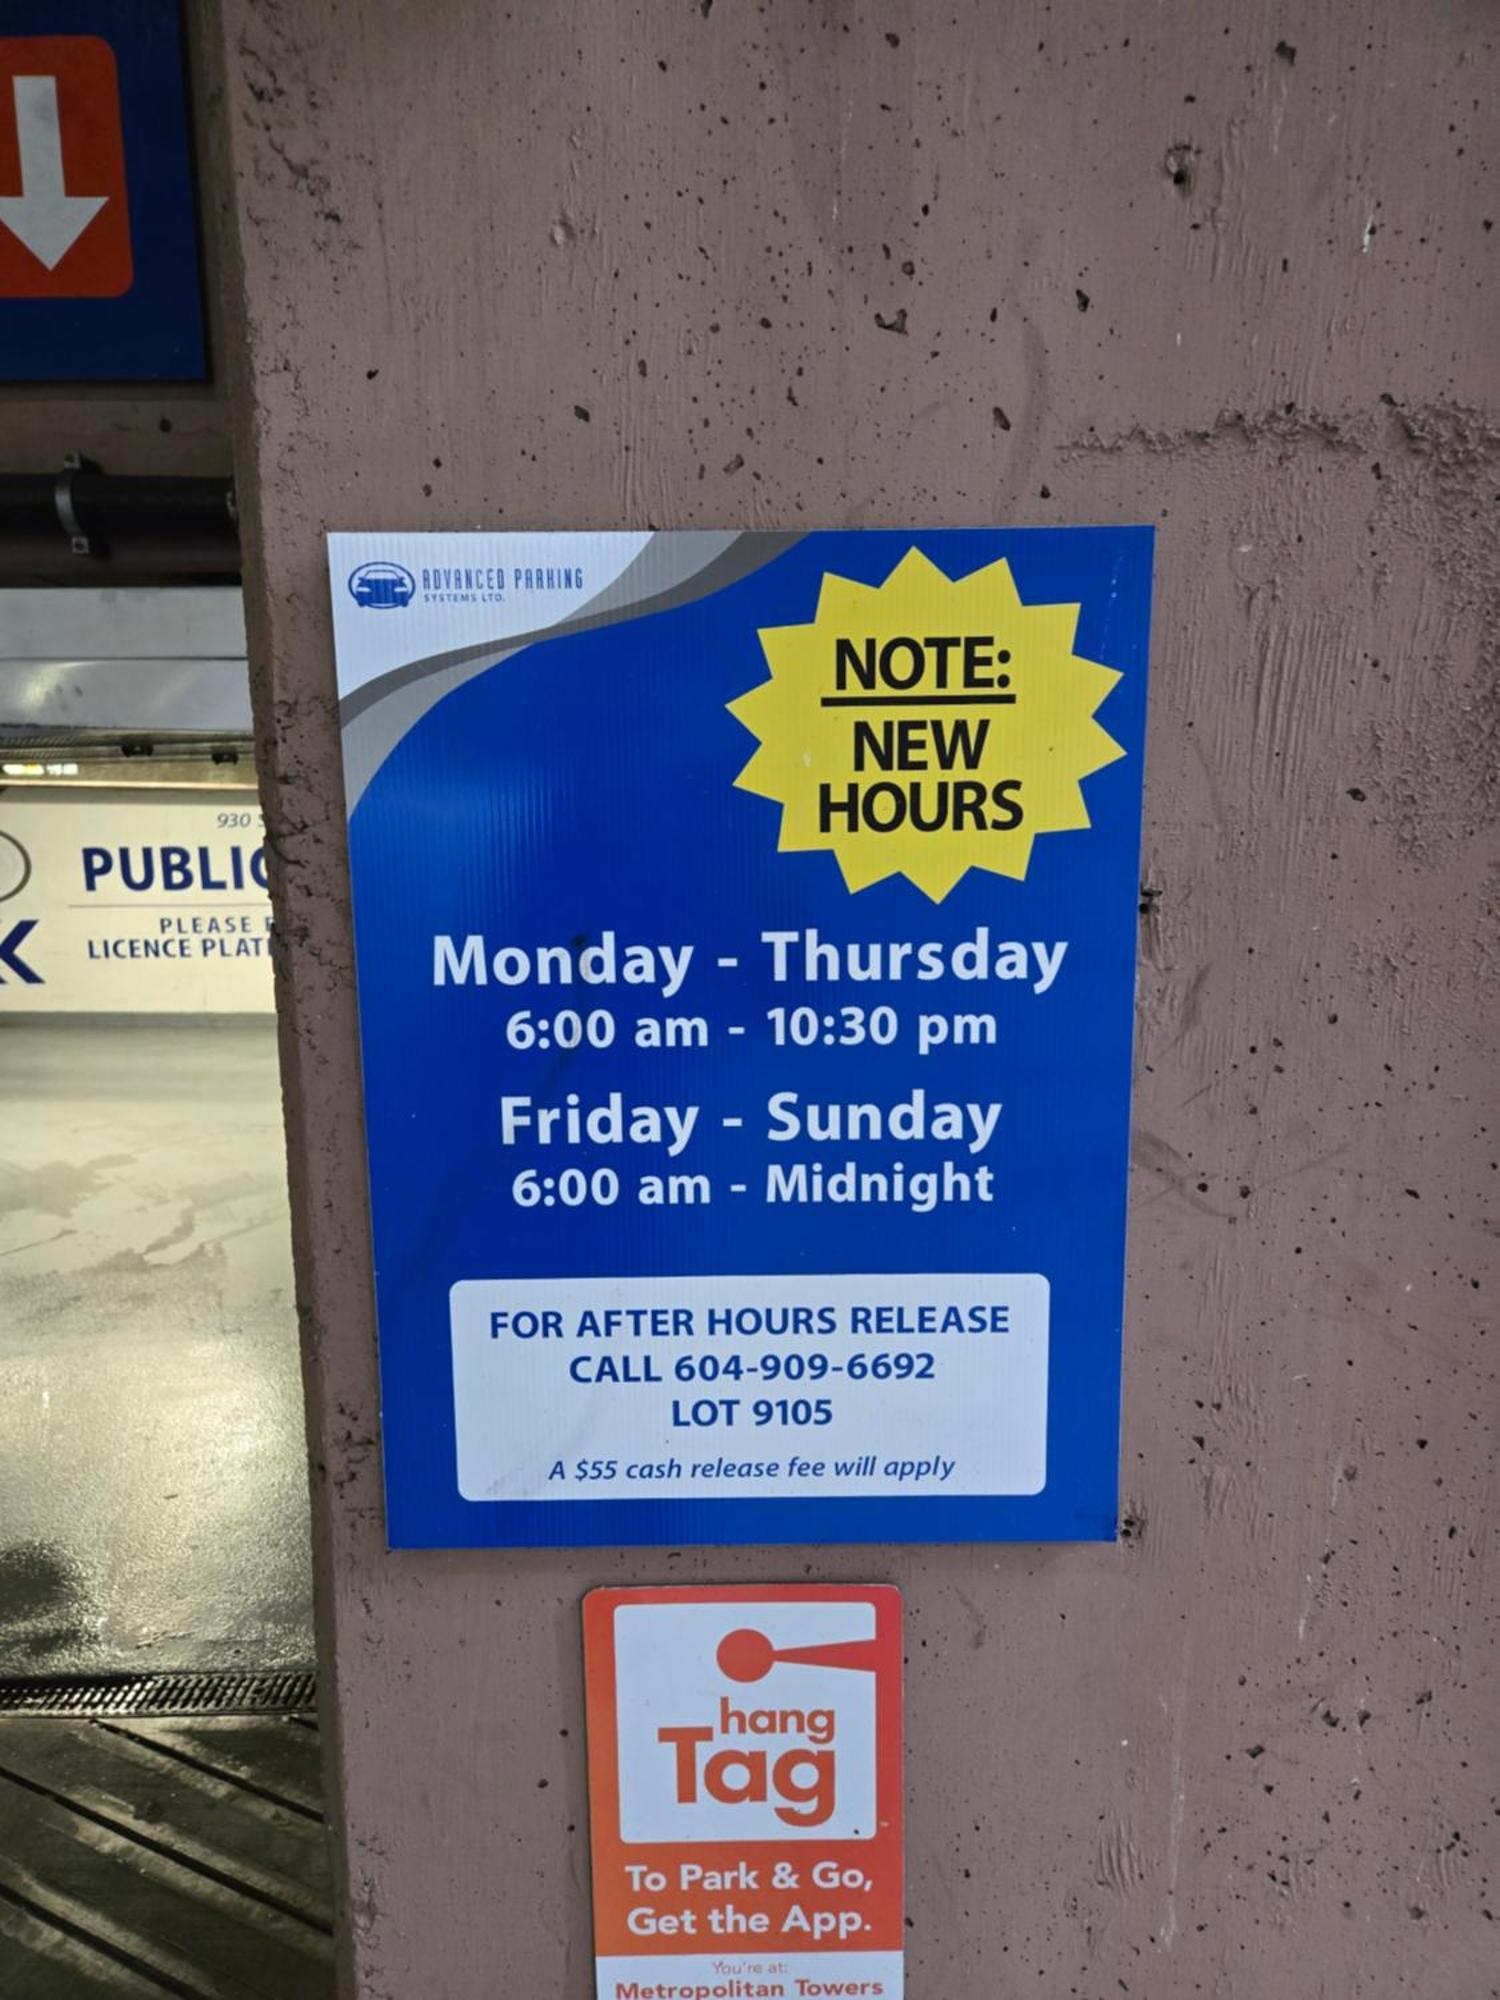 ADVANCED PARKING
SYSTEMS LTD.
NOTE:
NEW
HOURS
Monday - Thursday
6:00 am - 10:30 pm
Friday - Sunday
6:00 am - Midnight
FOR AFTER HOURS RELEASE
CALL 604-909-6692
LOT 9105
A $55 cash release fee will apply
930
PUBLIC
PLEASE
LICENCE
K
hang
Tag
To Park & Go,
Get the App.
You're at:
Metropolitan Towers